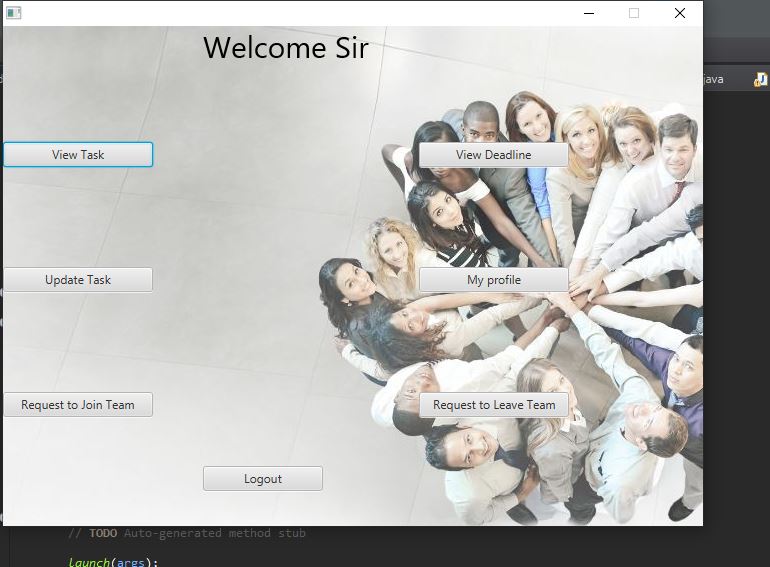 Welcome Sir
java
View Task
View Deadline
Update Task
My profile
Request to Join Team
Request to Leave Team
Logout
// TODO Auto-generated method stub
launch(args);